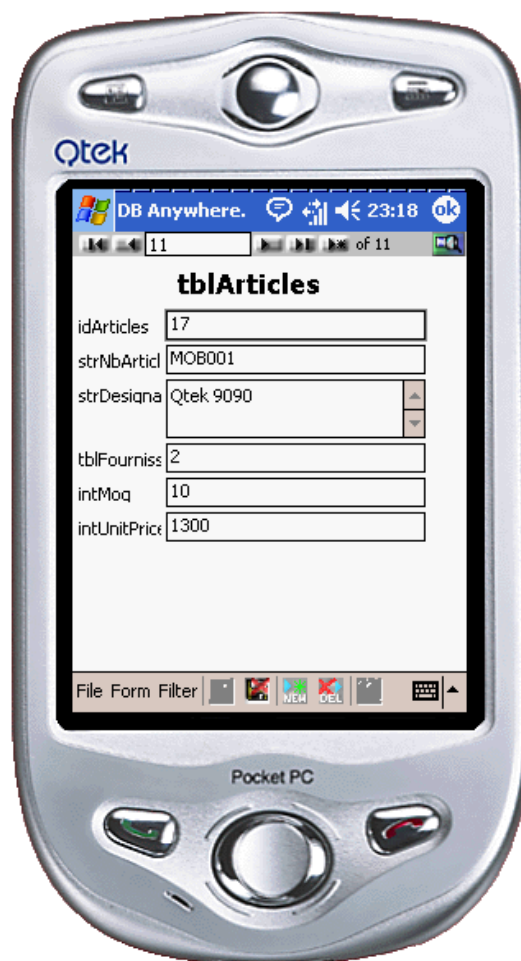 Qtek
DB Anywhere. 23:18 ok
11 of 11
tblArticles
idArticles 17
strNbArticl MOB001
strDesigna Qtek 9090
tblFourniss 2
intMoq 10
intUnitPrice 1300
File Form Filter NEW DEL
Pocket PC